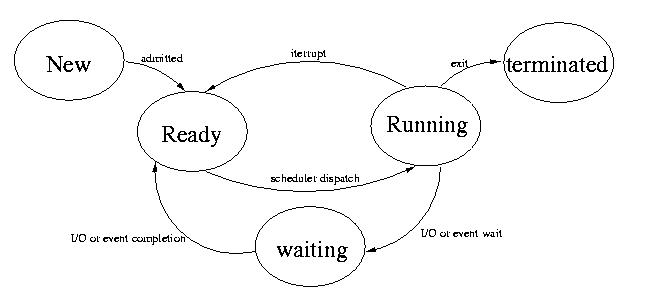 New
admitted
iterrupt
exit
terminated
Ready
Running
scheduler dispatch
I/O or event completion
waiting
I/O or event wait